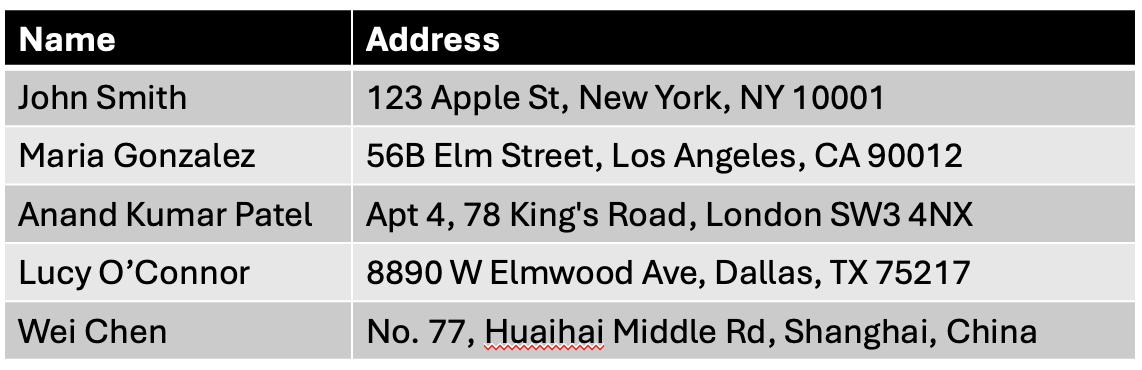 Name Address
John Smith 123 Apple St, New York, NY 10001
Maria Gonzalez 56B Elm Street, Los Angeles, CA 90012
Anand Kumar Patel Apt 4, 78 King's Road, London SW3 4NX
Lucy O’Connor 8890 W Elmwood Ave, Dallas, TX 75217
Wei Chen No. 77, Huaihai Middle Rd, Shanghai, China